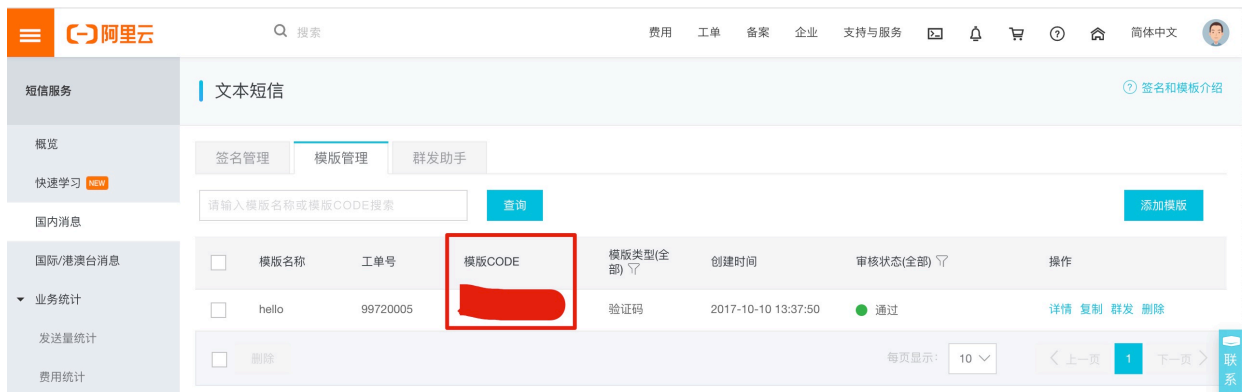 阿里云 搜索 费用 工单 备案 企业 支持与服务 简体中文
短信服务
文本短信 签名和模板介绍
概览
签名管理 模版管理 群发助手
快速学习 NEW
请输入模版名称或模版CODE搜索 查询 添加模版
国内消息
国际/港澳台消息
模版名称 工单号 模版CODE 模版类型(全部) 创建时间 审核状态(全部) 操作
业务统计
hello 99720005 验证码 2017-10-10 13:37:50 通过 详情 复制 群发 删除
发送量统计
删除 每页显示: 10 上一页 1 下一页
费用统计
联系